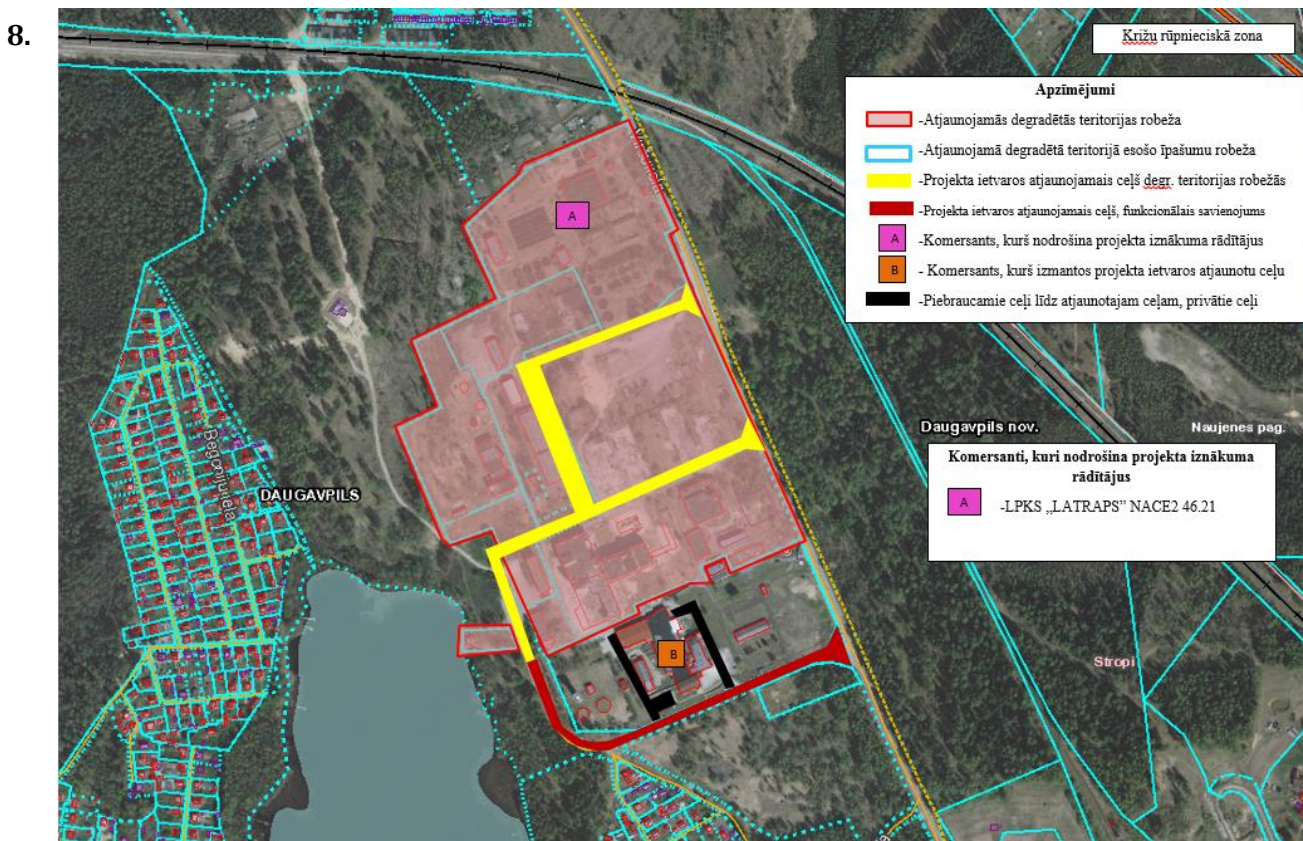 8.
Križu rūpnieciskā zona
Apzīmējumi
-Atjaunojamās degradētās teritorijas robeža
-Atjaunojamā degradētā teritorijā esošo īpašumu robeža
-Projekta ietvaros atjaunojamais ceļš degr. teritorijas robežās
-Projekta ietvaros atjaunojamais ceļš, funkcionālais savienojums
A -Komersants, kurš nodrošina projekta iznākuma rādītājus
B - Komersants, kurš izmantos projekta ietvaros atjaunotu ceļu
-Piebraucamie ceļi līdz atjaunotajam ceļam, privātie ceļi
A
Daugavpils nov.
Naujenes pag.
Komersanti, kuri nodrošina projekta iznākuma
rādītājus
A -LPKS „LATRAPS” NACE2 46.21
Begoniju iela
DAUGAVPILS
B
Stropi